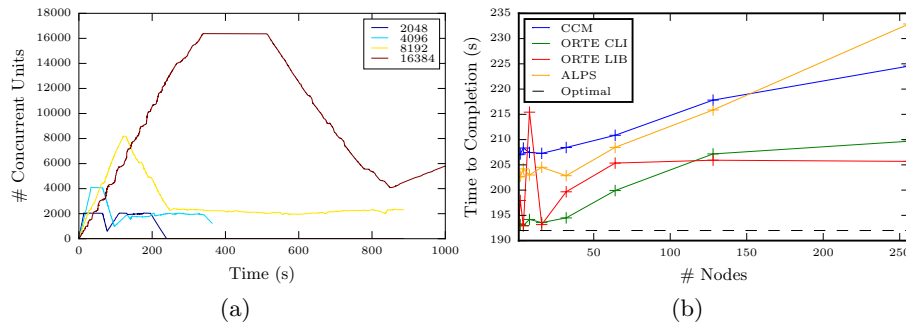 18000
16000
14000
12000
10000
8000
6000
4000
2000
0
# Concurrent Units
0 200 400 600 800 1000
Time (s)
2048
4096
8192
16384
(a)
235
230
225
220
215
210
205
200
195
190
Time to Completion (s)
50 100 150 200 250
# Nodes
CCM
ORTE CLI
ORTE LIB
ALPS
Optimal
(b)